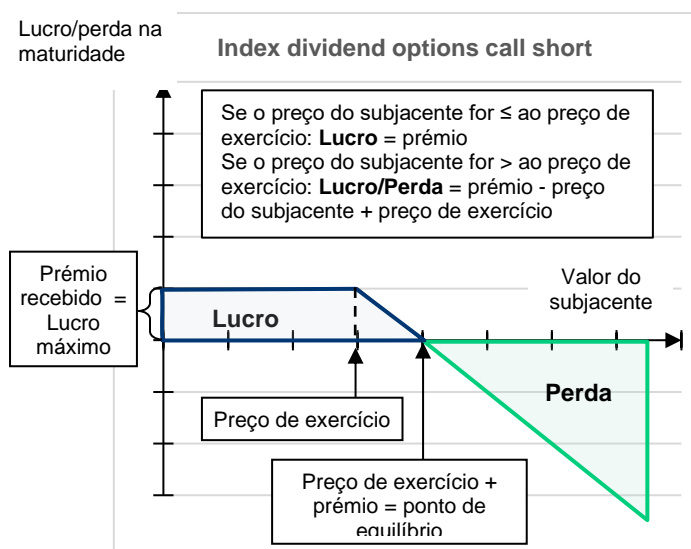 Lucro/perda na
maturidade
Index dividend options call short
Se o preço do subjacente for ≤ ao preço de
exercício: Lucro = prémio
Se o preço do subjacente for > ao preço de
exercício: Lucro/Perda = prémio - preço
do subjacente + preço de exercício
Prémio
recebido =
Lucro
máximo
Valor do
subjacente
Lucro
Perda
Preço de exercício
Preço de exercício +
prémio = ponto de
equilíbrio